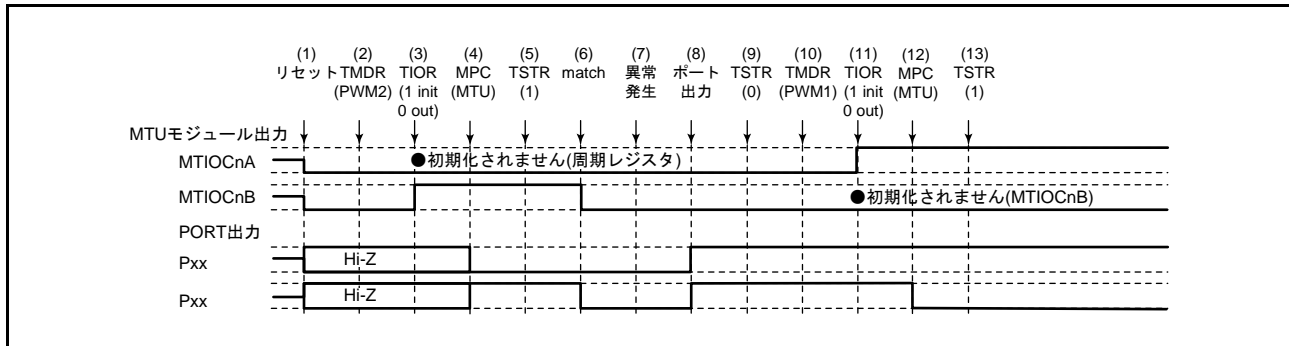 (1) (2) (3) (4) (5) (6) (7) (8) (9) (10) (11) (12) (13)
リセット TMDR TIOR MPC TSTR match 異常 ポート TSTR TMDR TIOR MPC TSTR
(PWM2) (1 init (MTU) (1) 発生 出力 (0) (PWM1) (1 init (MTU) (1)
0 out) 0 out)
MTUモジュール出力
MTIOCnA ●初期化されません(周期レジスタ)
MTIOCnB ●初期化されません(MTIOCnB)
PORT出力
Pxx Hi-Z
Pxx Hi-Z